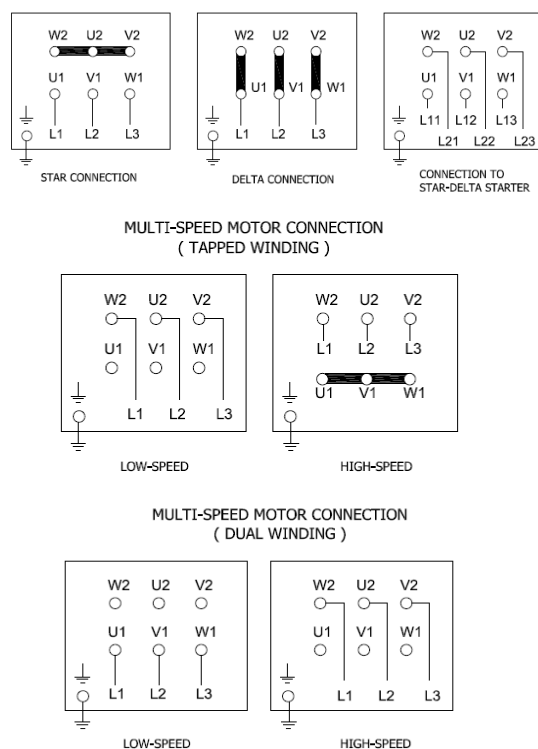 W2 U2 V2
U1 V1 W1
L1 L2 L3
STAR CONNECTION
W2 U2 V2
U1 V1 W1
L1 L2 L3
DELTA CONNECTION
W2 U2 V2
U1 V1 W1
L11 L12 L13
L21 L22 L23
CONNECTION TO
STAR-DELTA STARTER
MULTI-SPEED MOTOR CONNECTION
( TAPPED WINDING )
W2 U2 V2
U1 V1 W1
L1 L2 L3
LOW-SPEED
W2 U2 V2
L1 L2 L3
U1 V1 W1
HIGH-SPEED
MULTI-SPEED MOTOR CONNECTION
( DUAL WINDING )
W2 U2 V2
U1 V1 W1
L1 L2 L3
LOW-SPEED
W2 U2 V2
U1 V1 W1
L1 L2 L3
HIGH-SPEED